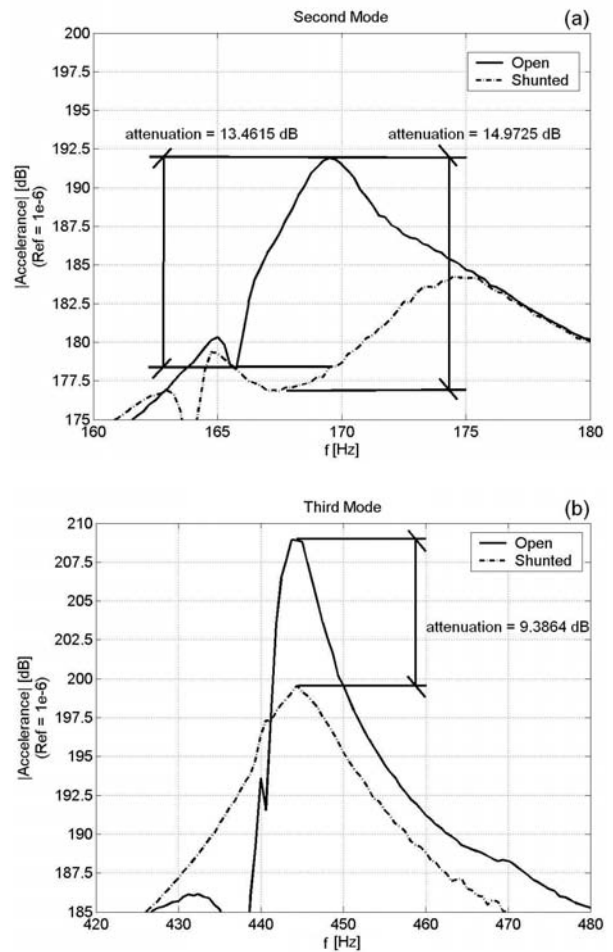 Second Mode
(a)
200
197.5
195
192.5
190
187.5
185
182.5
180
177.5
175
|Accelerance| [dB]
(Ref = 1e-6)
Open
Shunted
attenuation = 13.4615 dB
attenuation = 14.9725 dB
160
165
170
175
180
f [Hz]
Third Mode
(b)
210
207.5
205
202.5
200
197.5
195
192.5
190
187.5
185
|Accelerance| [dB]
(Ref = 1e-6)
Open
Shunted
attenuation = 9.3864 dB
420
430
440
450
460
470
480
f [Hz]